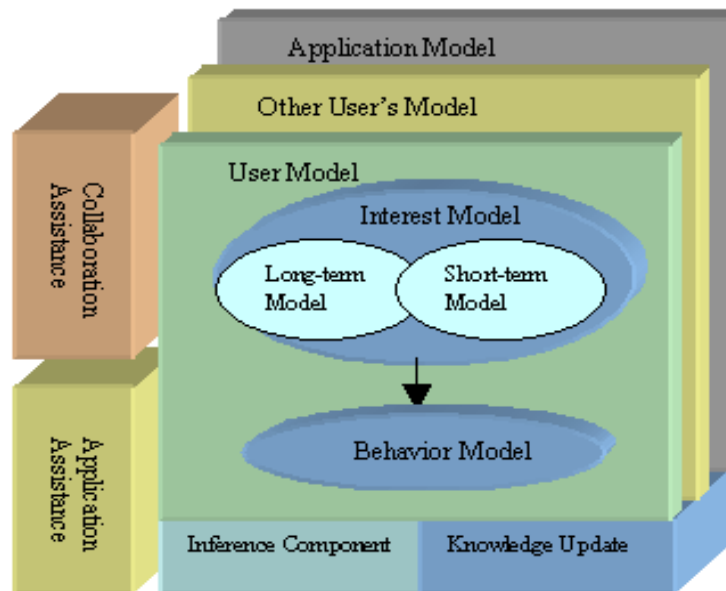 Application Model
Other User's Model
User Model
Interest Model
Long-term
Model
Short-term
Model
Behavior Model
Collaboration
Assistance
Application
Assistance
Inference Component
Knowledge Update